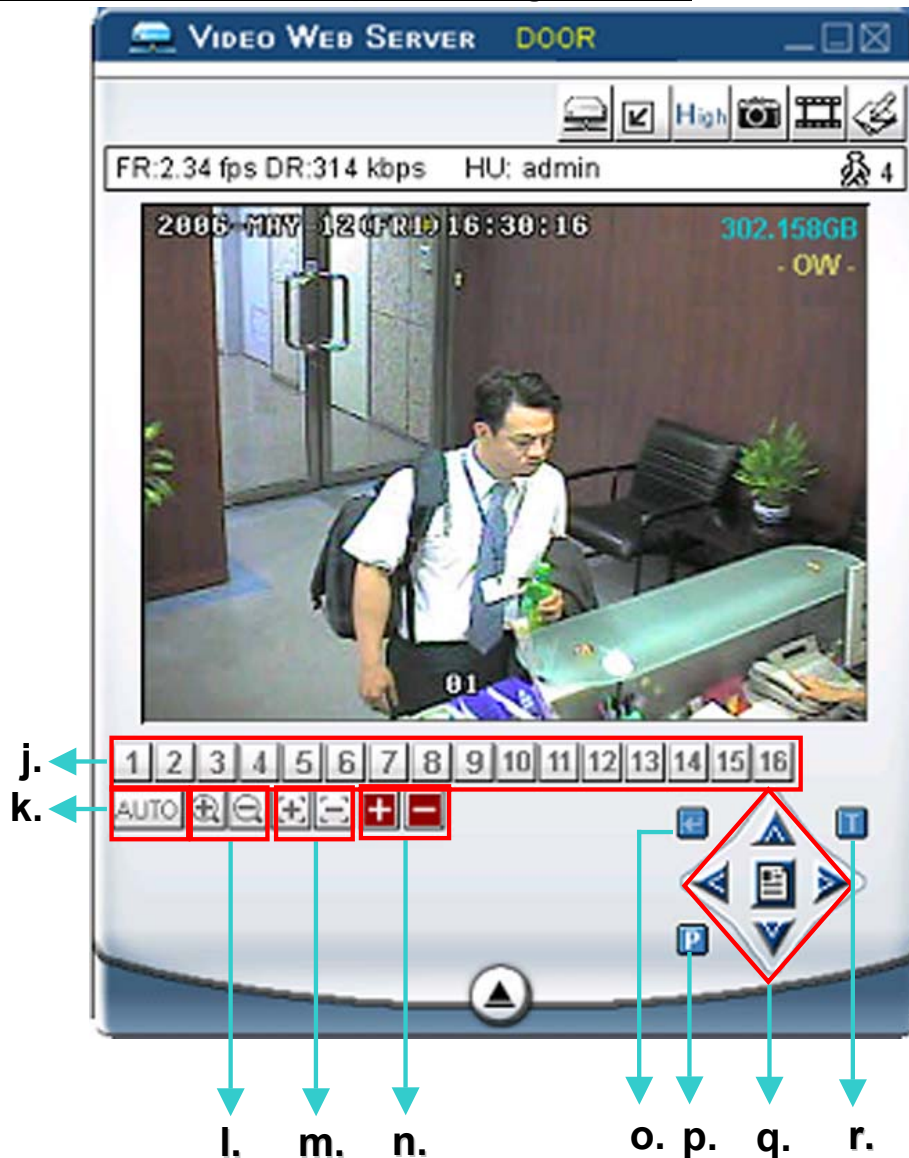 VIDEO WEB SERVER DOOR
High
FR:2.34 fps DR:314 kbps HU: admin 4
2006-MAY 12(FRI)16:30:16 302.158GB
- OW -
01
j. 1 2 3 4 5 6 7 8 9 10 11 12 13 14 15 16
k. AUTO + -
T
P
l. m. n. o. p. q. r.